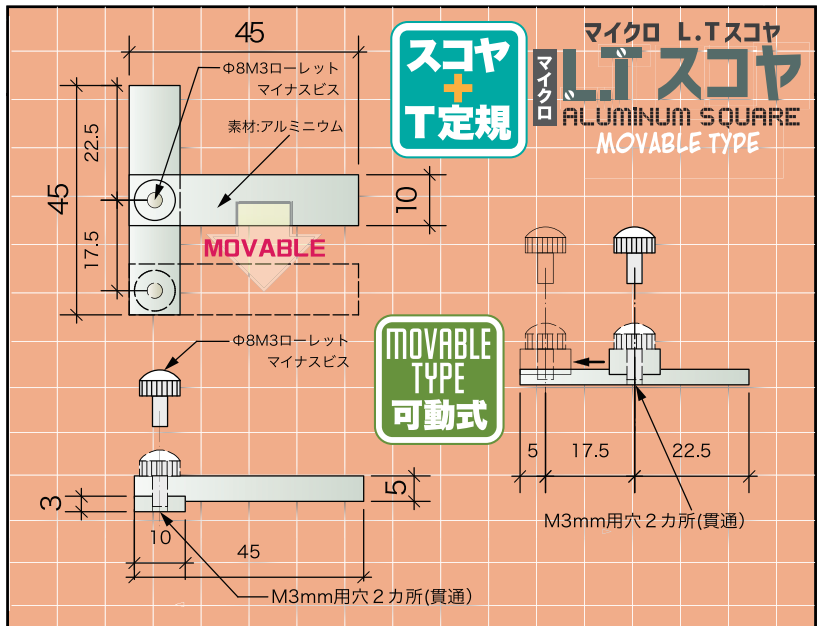 45
Φ8M3ローレット
マイナスビス
素材:アルミニウム
22.5
45
17.5
10
MOVABLE
スコヤ
+
T定規
マイクロ L.Tスコヤ
マイクロ
L.T スコヤ
ALUMINUM SQUARE
MOVABLE TYPE
Φ8M3ローレット
マイナスビス
MOVABLE
TYPE
可動式
5
17.5
22.5
M3mm用穴２カ所(貫通)
3
5
10
45
M3mm用穴２カ所(貫通)